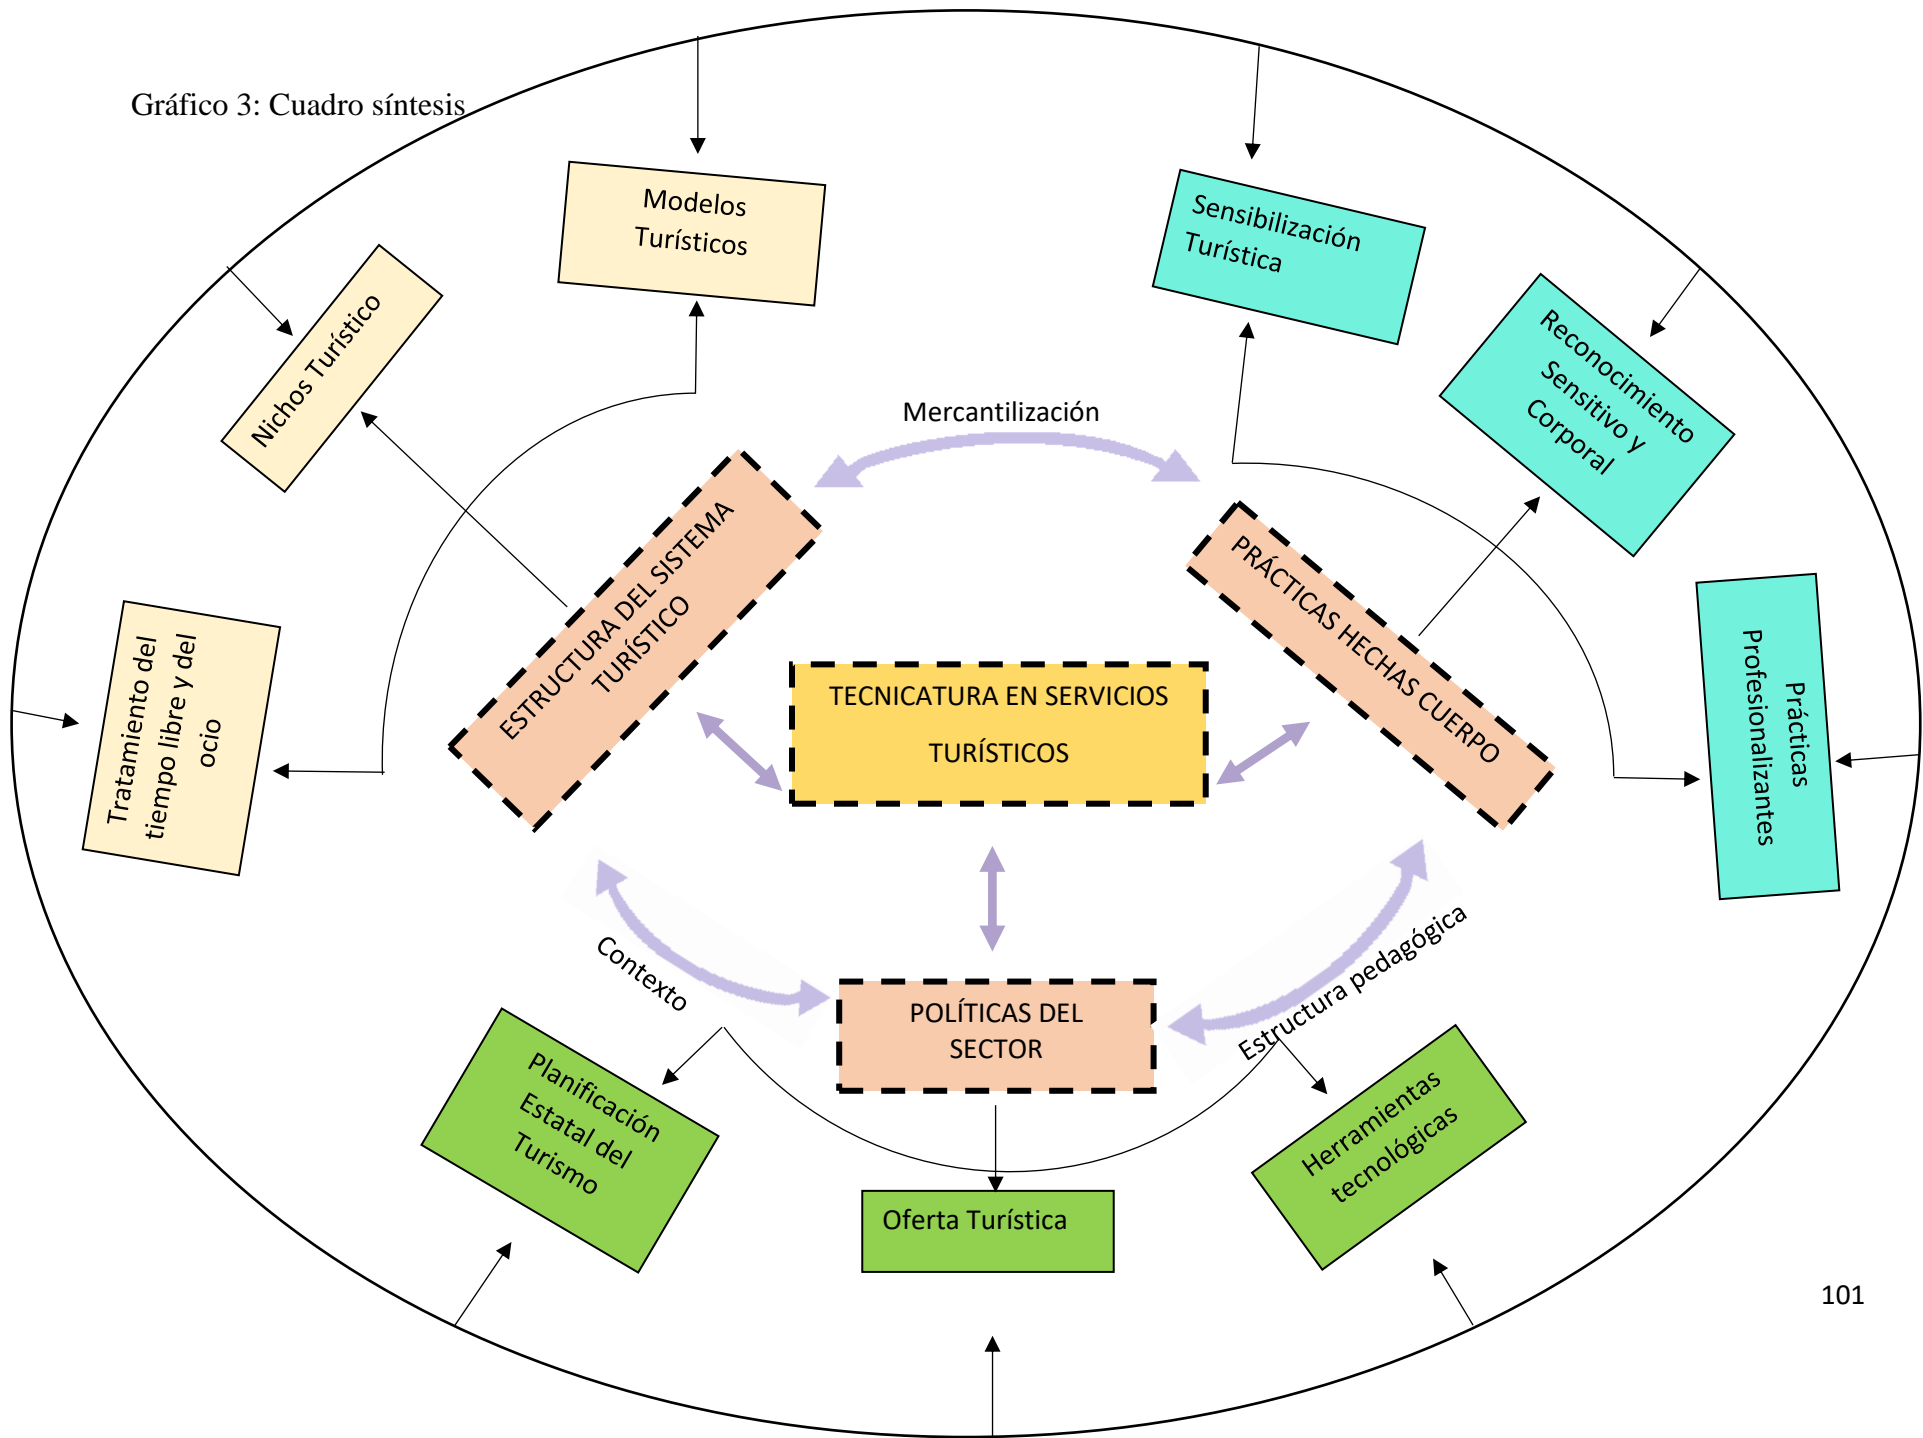 Gráfico 3: Cuadro síntesis
Modelos
Turísticos
Sensibilización
Turística
Nichos Turístico
Reconocimiento
Sensitivo y
Corporal
Mercantilización
ESTRUCTURA DEL SISTEMA
TURÍSTICO
PRÁCTICAS HECHAS CUERPO
Tratamiento del
tiempo libre y del
ocio
TECNICATURA EN SERVICIOS
TURÍSTICOS
Prácticas
Profesionalizantes
Contexto
Estructura pedagógica
POLÍTICAS DEL
SECTOR
Planificación
Estatal del
Turismo
Oferta Turística
Herramientas
tecnológicas
101